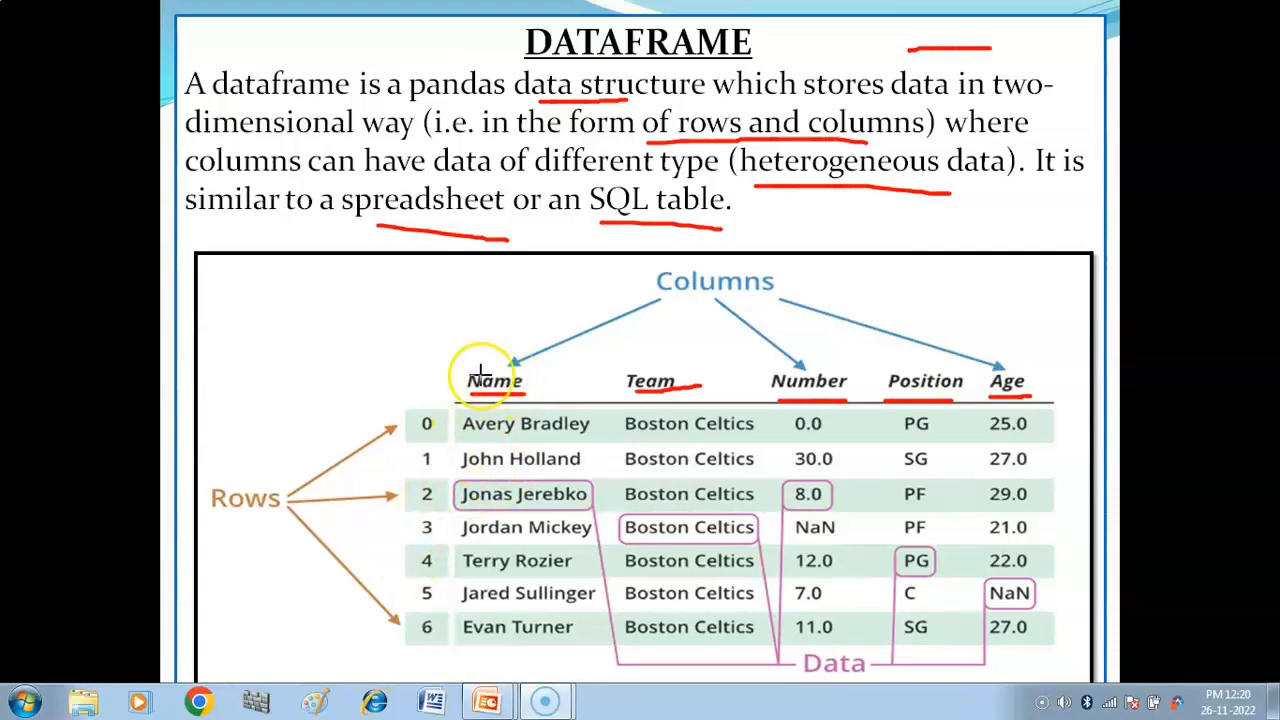 DATAFRAME
A dataframe is a pandas data structure which stores data in two-
dimensional way (i.e. in the form of rows and columns) where
columns can have data of different type (heterogeneous data). It is
similar to a spreadsheet or an SQL table.
Columns
Name Team Number Position Age
0 Avery Bradley Boston Celtics 0.0 PG 25.0
1 John Holland Boston Celtics 30.0 SG 27.0
Rows
2 Jonas Jerebko Boston Celtics 8.0 PF 29.0
3 Jordan Mickey Boston Celtics NaN PF 21.0
4 Terry Rozier Boston Celtics 12.0 PG 22.0
5 Jared Sullinger Boston Celtics 7.0 C NaN
6 Evan Turner Boston Celtics 11.0 SG 27.0
Data
PM 12:20
26-11-2022